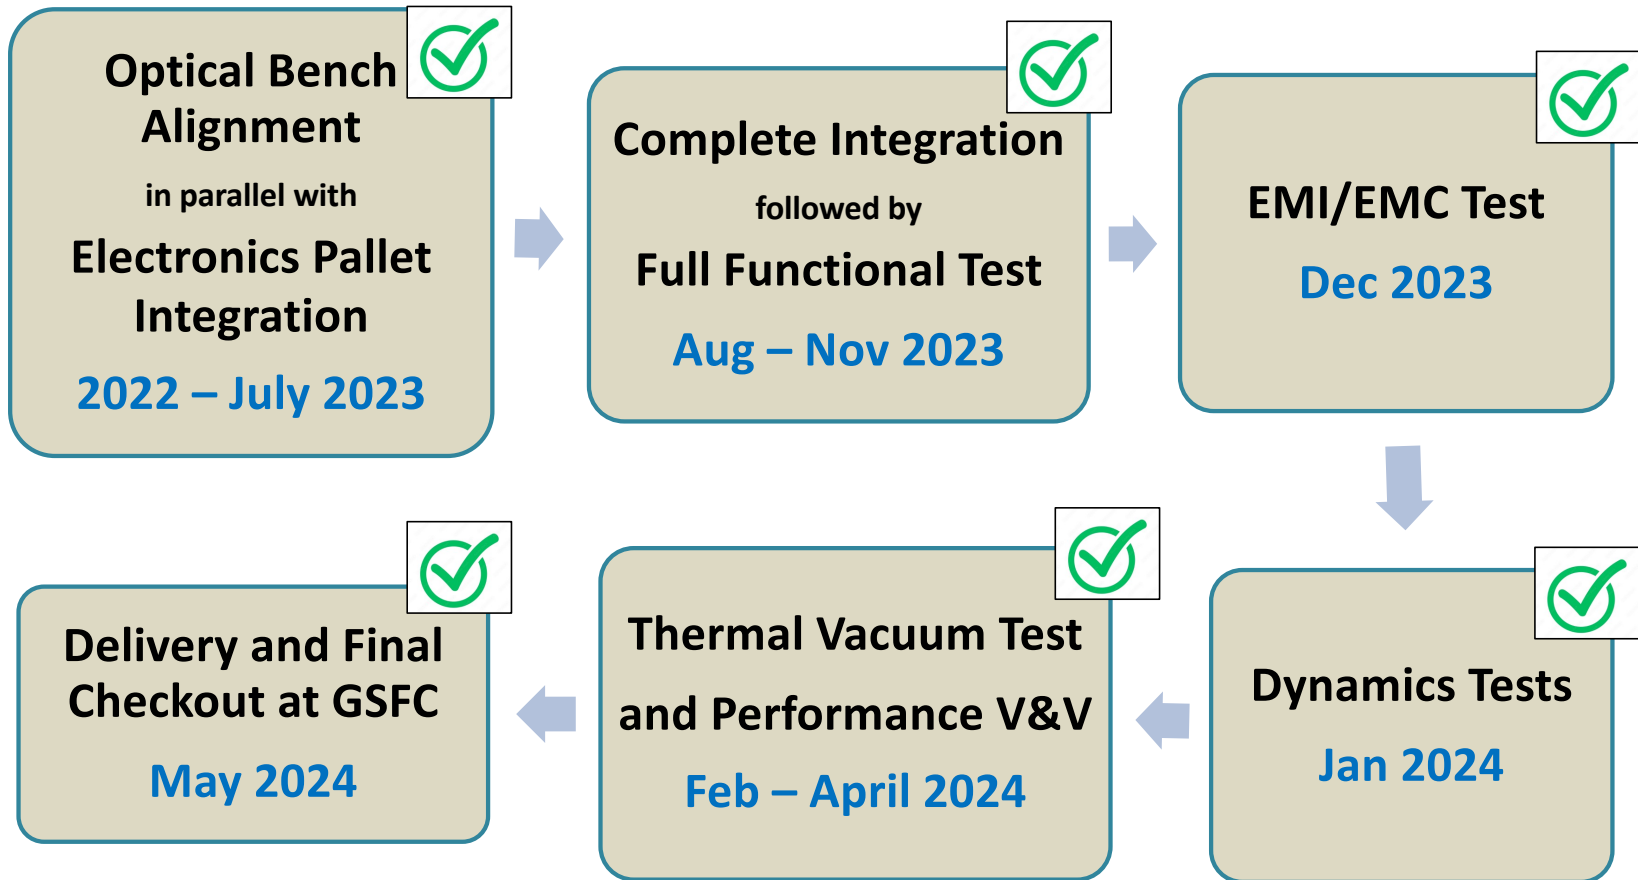 Optical Bench
Alignment
in parallel with
Electronics Pallet
Integration
2022 – July 2023
Complete Integration
followed by
Full Functional Test
Aug – Nov 2023
EMI/EMC Test
Dec 2023
Dynamics Tests
Jan 2024
Thermal Vacuum Test
and Performance V&V
Feb – April 2024
Delivery and Final
Checkout at GSFC
May 2024